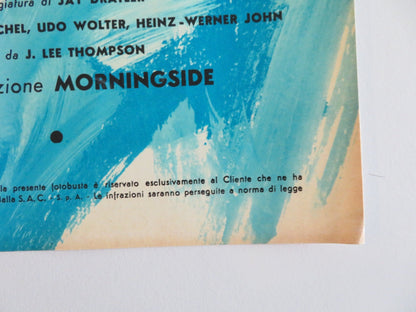 giatura di JAY DRATLER
CHEL, UDO WOLTER, HEINZ-WERNER JOHN
da J. LEE THOMPSON
zione MORNINGSIDE
la presente fotobusta è riservato esclusivamente al Cliente che ne ha
dalla S.A.C. - S.p.A. - Le infrazioni saranno perseguite a norma di legge